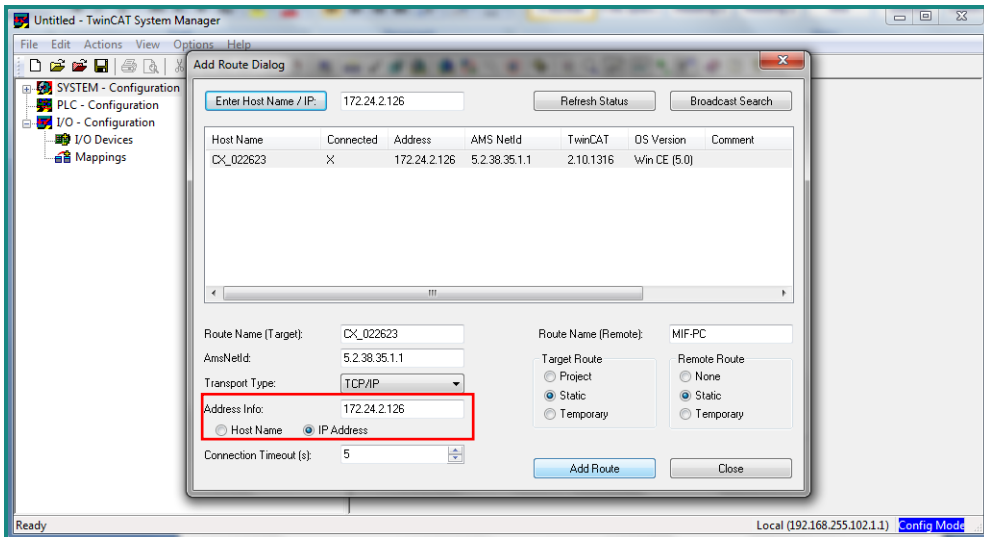 Untitled - TwinCAT System Manager
File Edit Actions View Options Help
Add Route Dialog
SYSTEM - Configuration
PLC - Configuration
I/O - Configuration
I/O Devices
Mappings
Enter Host Name / IP: 172.24.2.126 Refresh Status Broadcast Search
Host Name Connected Address AMS NetId TwinCAT OS Version Comment
CX_022623 X 172.24.2.126 5.2.38.35.1.1 2.10.1316 Win CE (5.0)
Route Name (Target): CX_022623 Route Name (Remote): MIF-PC
AmsNetId: 5.2.38.35.1.1 Target Route Remote Route
Transport Type: TCP/IP Project None
Address Info: 172.24.2.126 Static Static
Host Name IP Address Temporary Temporary
Connection Timeout (s): 5
Add Route Close
Ready Local (192.168.255.102.1.1) Config Mode